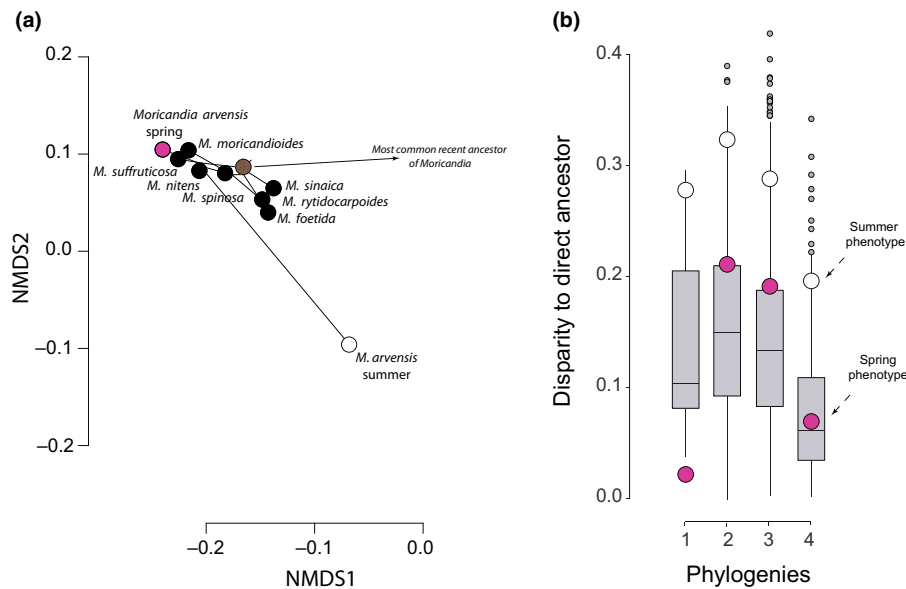 (a)
0.2
0.1
0.0
−0.1
−0.2
NMDS2
Moricandia arvensis
spring
M. moricandioides
M. suffruticosa
M. nitens
M. spinosa
Most common recent ancestor
of Moricandia
M. sinaica
M. rytidocarpoides
M. foetida
M. arvensis
summer
−0.2
−0.1
0.0
NMDS1
(b)
0.4
0.3
0.2
0.1
0.0
Disparity to direct ancestor
Summer
phenotype
Spring
phenotype
1
2
3
4
Phylogenies